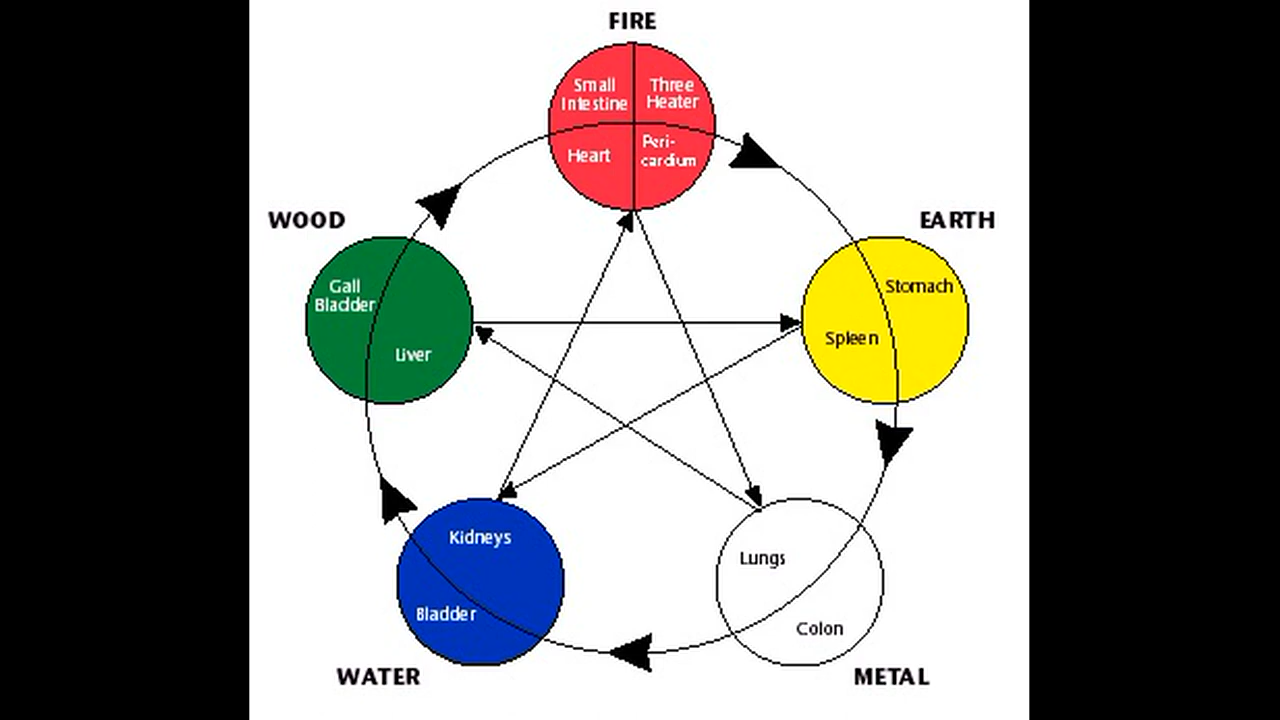 FIRE
Small
Intestine
Three
Heater
Heart
Peri-
cardium
WOOD
EARTH
Gall
Bladder
Liver
Stomach
Spleen
Kidneys
Bladder
Lungs
Colon
WATER
METAL